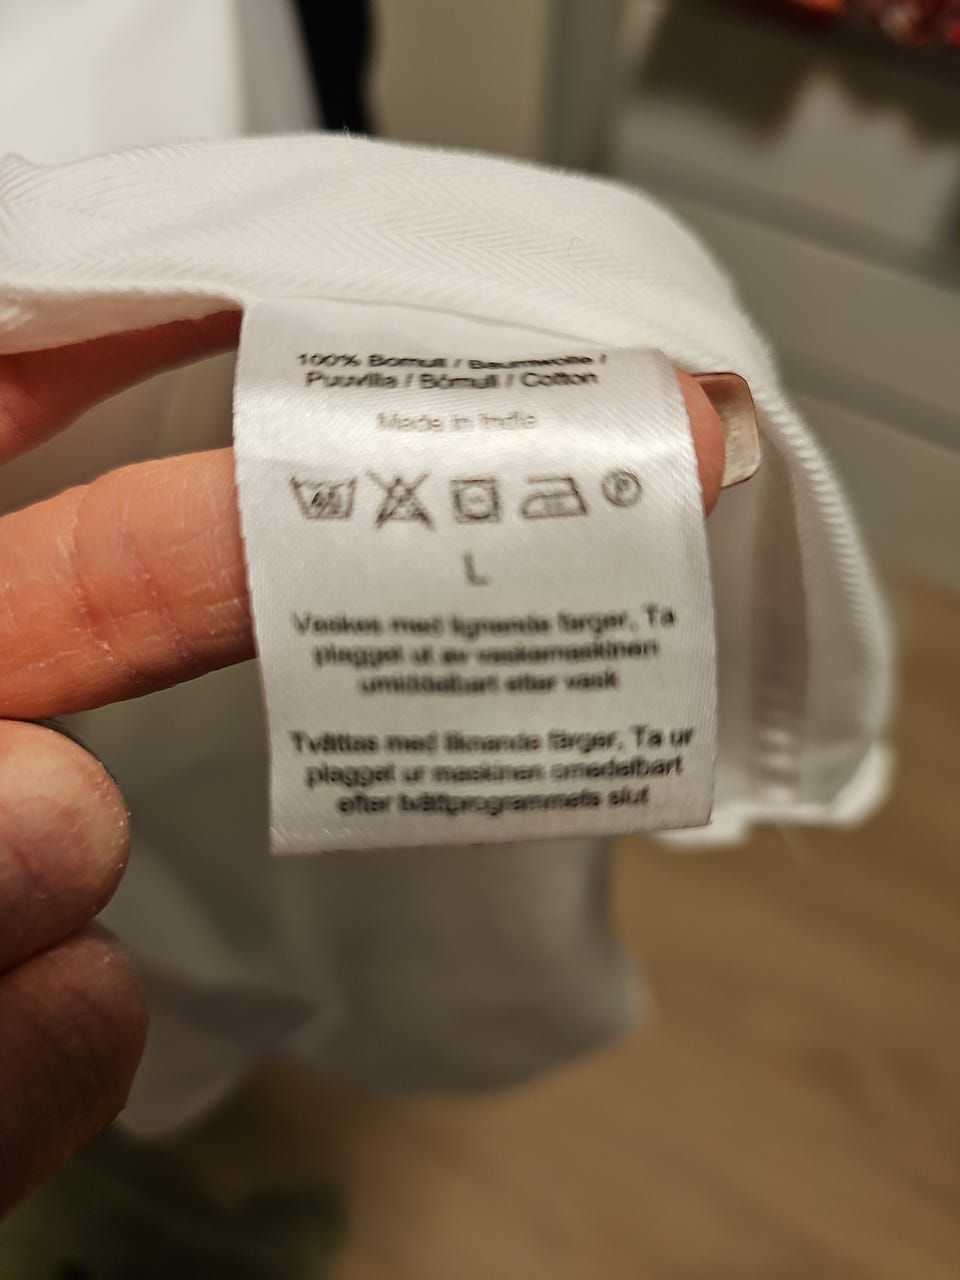 100% Bomull / Baumwolle /
Puuvilla / Bómull / Cotton
Made in India
L
Vaskes med lignende farger. Ta
plagget ut av vaskemaskinen
umiddelbart etter vask
Tvättas med liknande färger. Ta ur
plagget ur maskinen omedelbart
efter tvättprogrammets slut